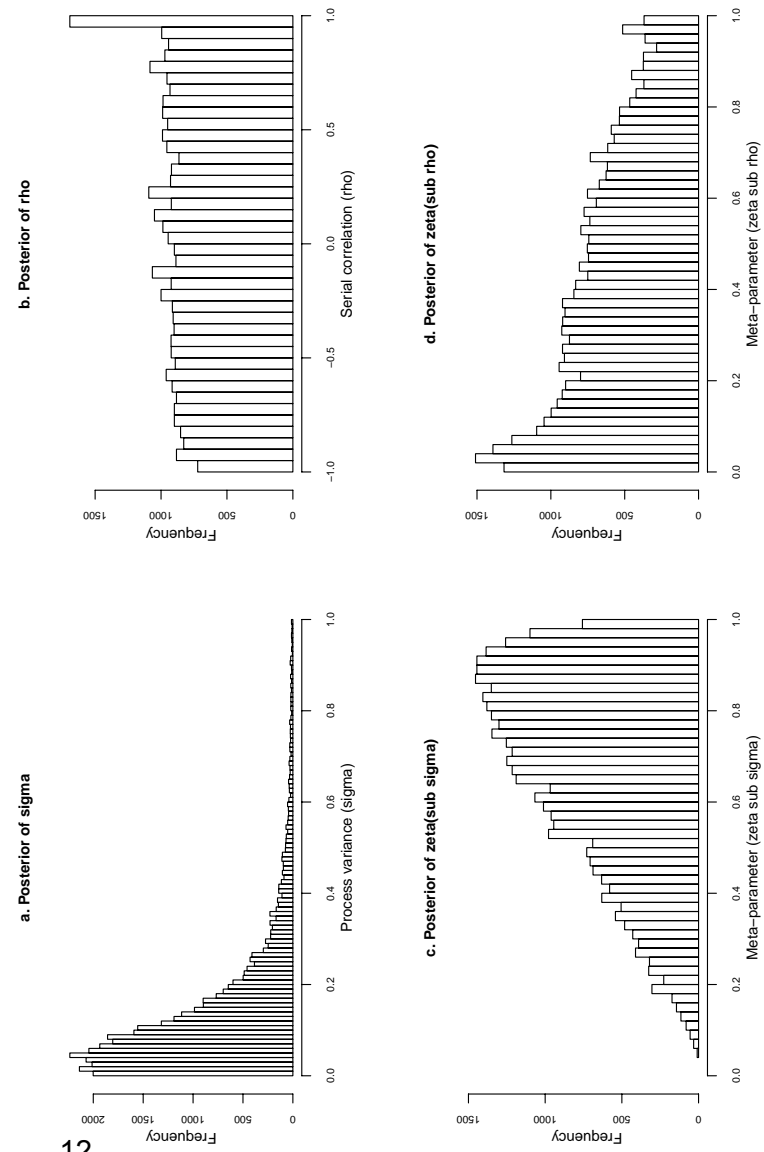 a. Posterior of sigma
Frequency
0 500 1000 1500 2000
0.0 0.2 0.4 0.6 0.8 1.0
Process variance (sigma)
b. Posterior of rho
Frequency
0 500 1000 1500
−1.0 −0.5 0.0 0.5 1.0
Serial correlation (rho)
c. Posterior of zeta(sub sigma)
Frequency
0 500 1000 1500
0.0 0.2 0.4 0.6 0.8 1.0
Meta−parameter (zeta sub sigma)
d. Posterior of zeta(sub rho)
Frequency
0 500 1000 1500
0.0 0.2 0.4 0.6 0.8 1.0
Meta−parameter (zeta sub rho)
12